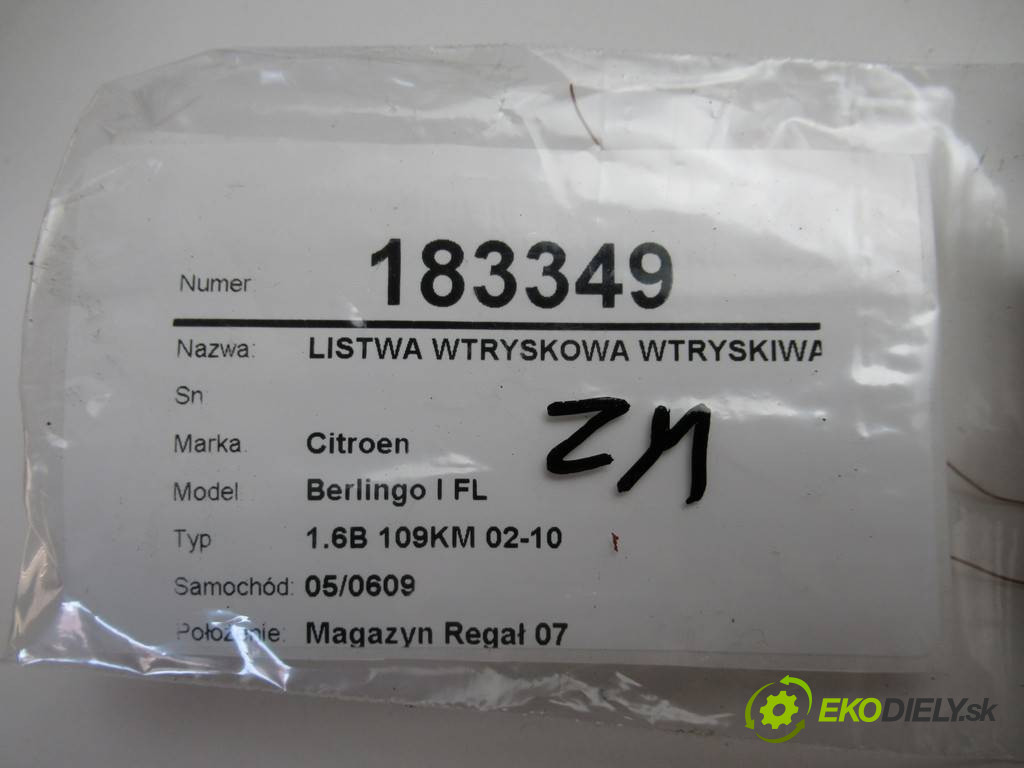 Numer: 183349
Nazwa: LISTWA WTRYSKOWA WTRYSKIWA
Sn
Marka: Citroen
Model: Berlingo I FL
Typ 1.6B 109KM 02-10
Samochód: 05/0609
Położenie: Magazyn Regał 07
EKODIELY.sk